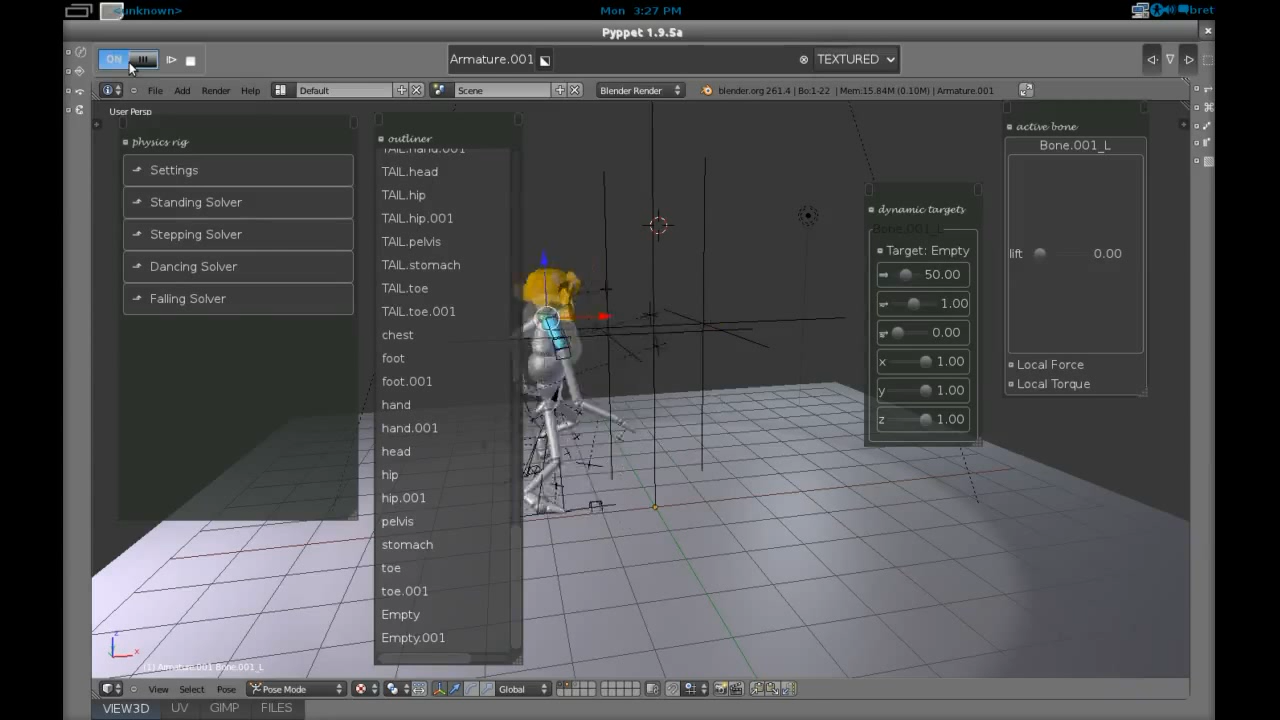 <unknown>
Mon 3:27 PM
bret
Pyppet 1.9.5a
ON
Armature.001
TEXTURED
File Add Render Help
Default
Scene
Blender Render
blender.org 261.4 | Bo:1-22 | Mem:15.84M (0.10M) | Armature.001
User Persp
physics rig
Settings
Standing Solver
Stepping Solver
Dancing Solver
Falling Solver
outliner
TAIL.hand.001
TAIL.head
TAIL.hip
TAIL.hip.001
TAIL.pelvis
TAIL.stomach
TAIL.toe
TAIL.toe.001
chest
foot
foot.001
hand
hand.001
head
hip
hip.001
pelvis
stomach
toe
toe.001
Empty
Empty.001
dynamic targets
Bone.001_L
Target: Empty
50.00
1.00
0.00
x 1.00
y 1.00
z 1.00
active bone
Bone.001_L
lift 0.00
Local Force
Local Torque
z
x
(1) Armature.001 Bone.001_L
View Select Pose
Pose Mode
Global
VIEW3D UV GIMP FILES